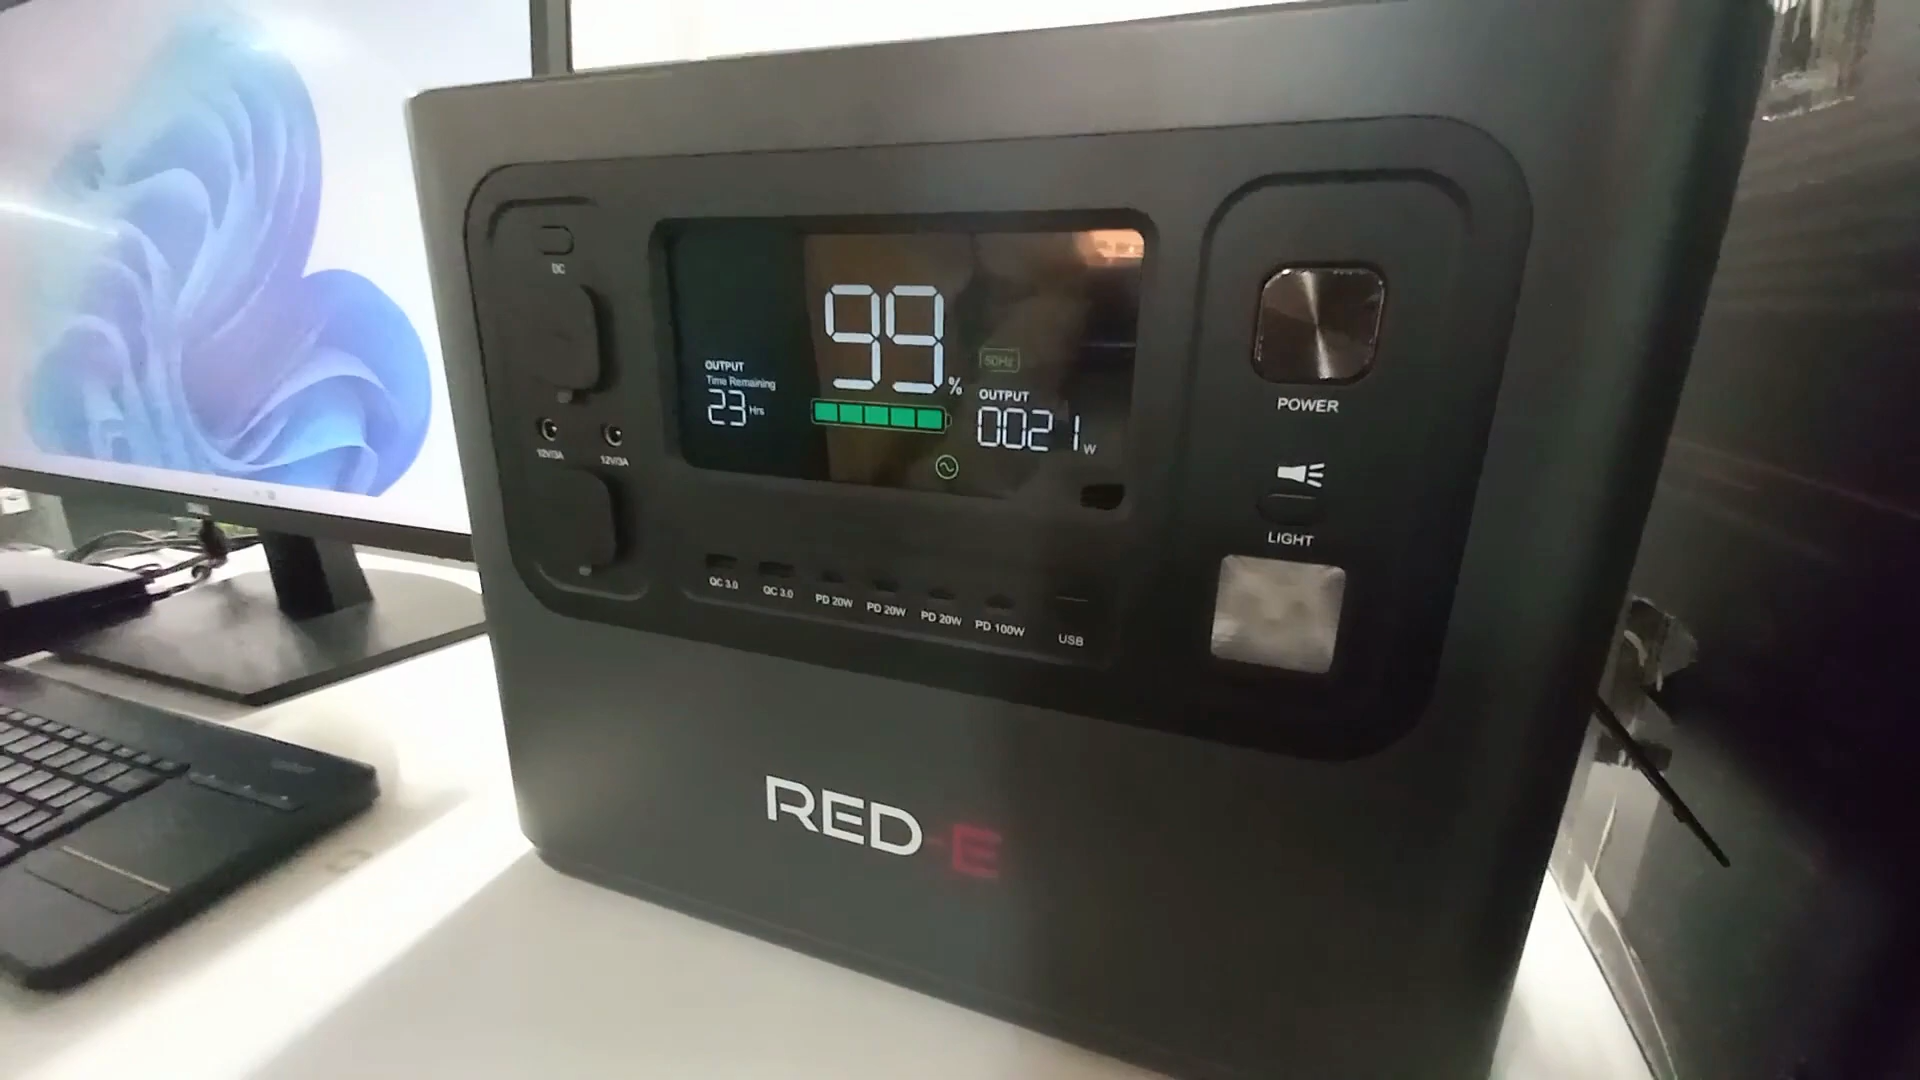 DC
12V/3A
12V/3A
OUTPUT
Time Remaining
23 Hrs
99 %
50Hz
OUTPUT
0021 W
POWER
LIGHT
QC 3.0
QC 3.0
PD 20W
PD 20W
PD 20W
PD 100W
USB
RED-E